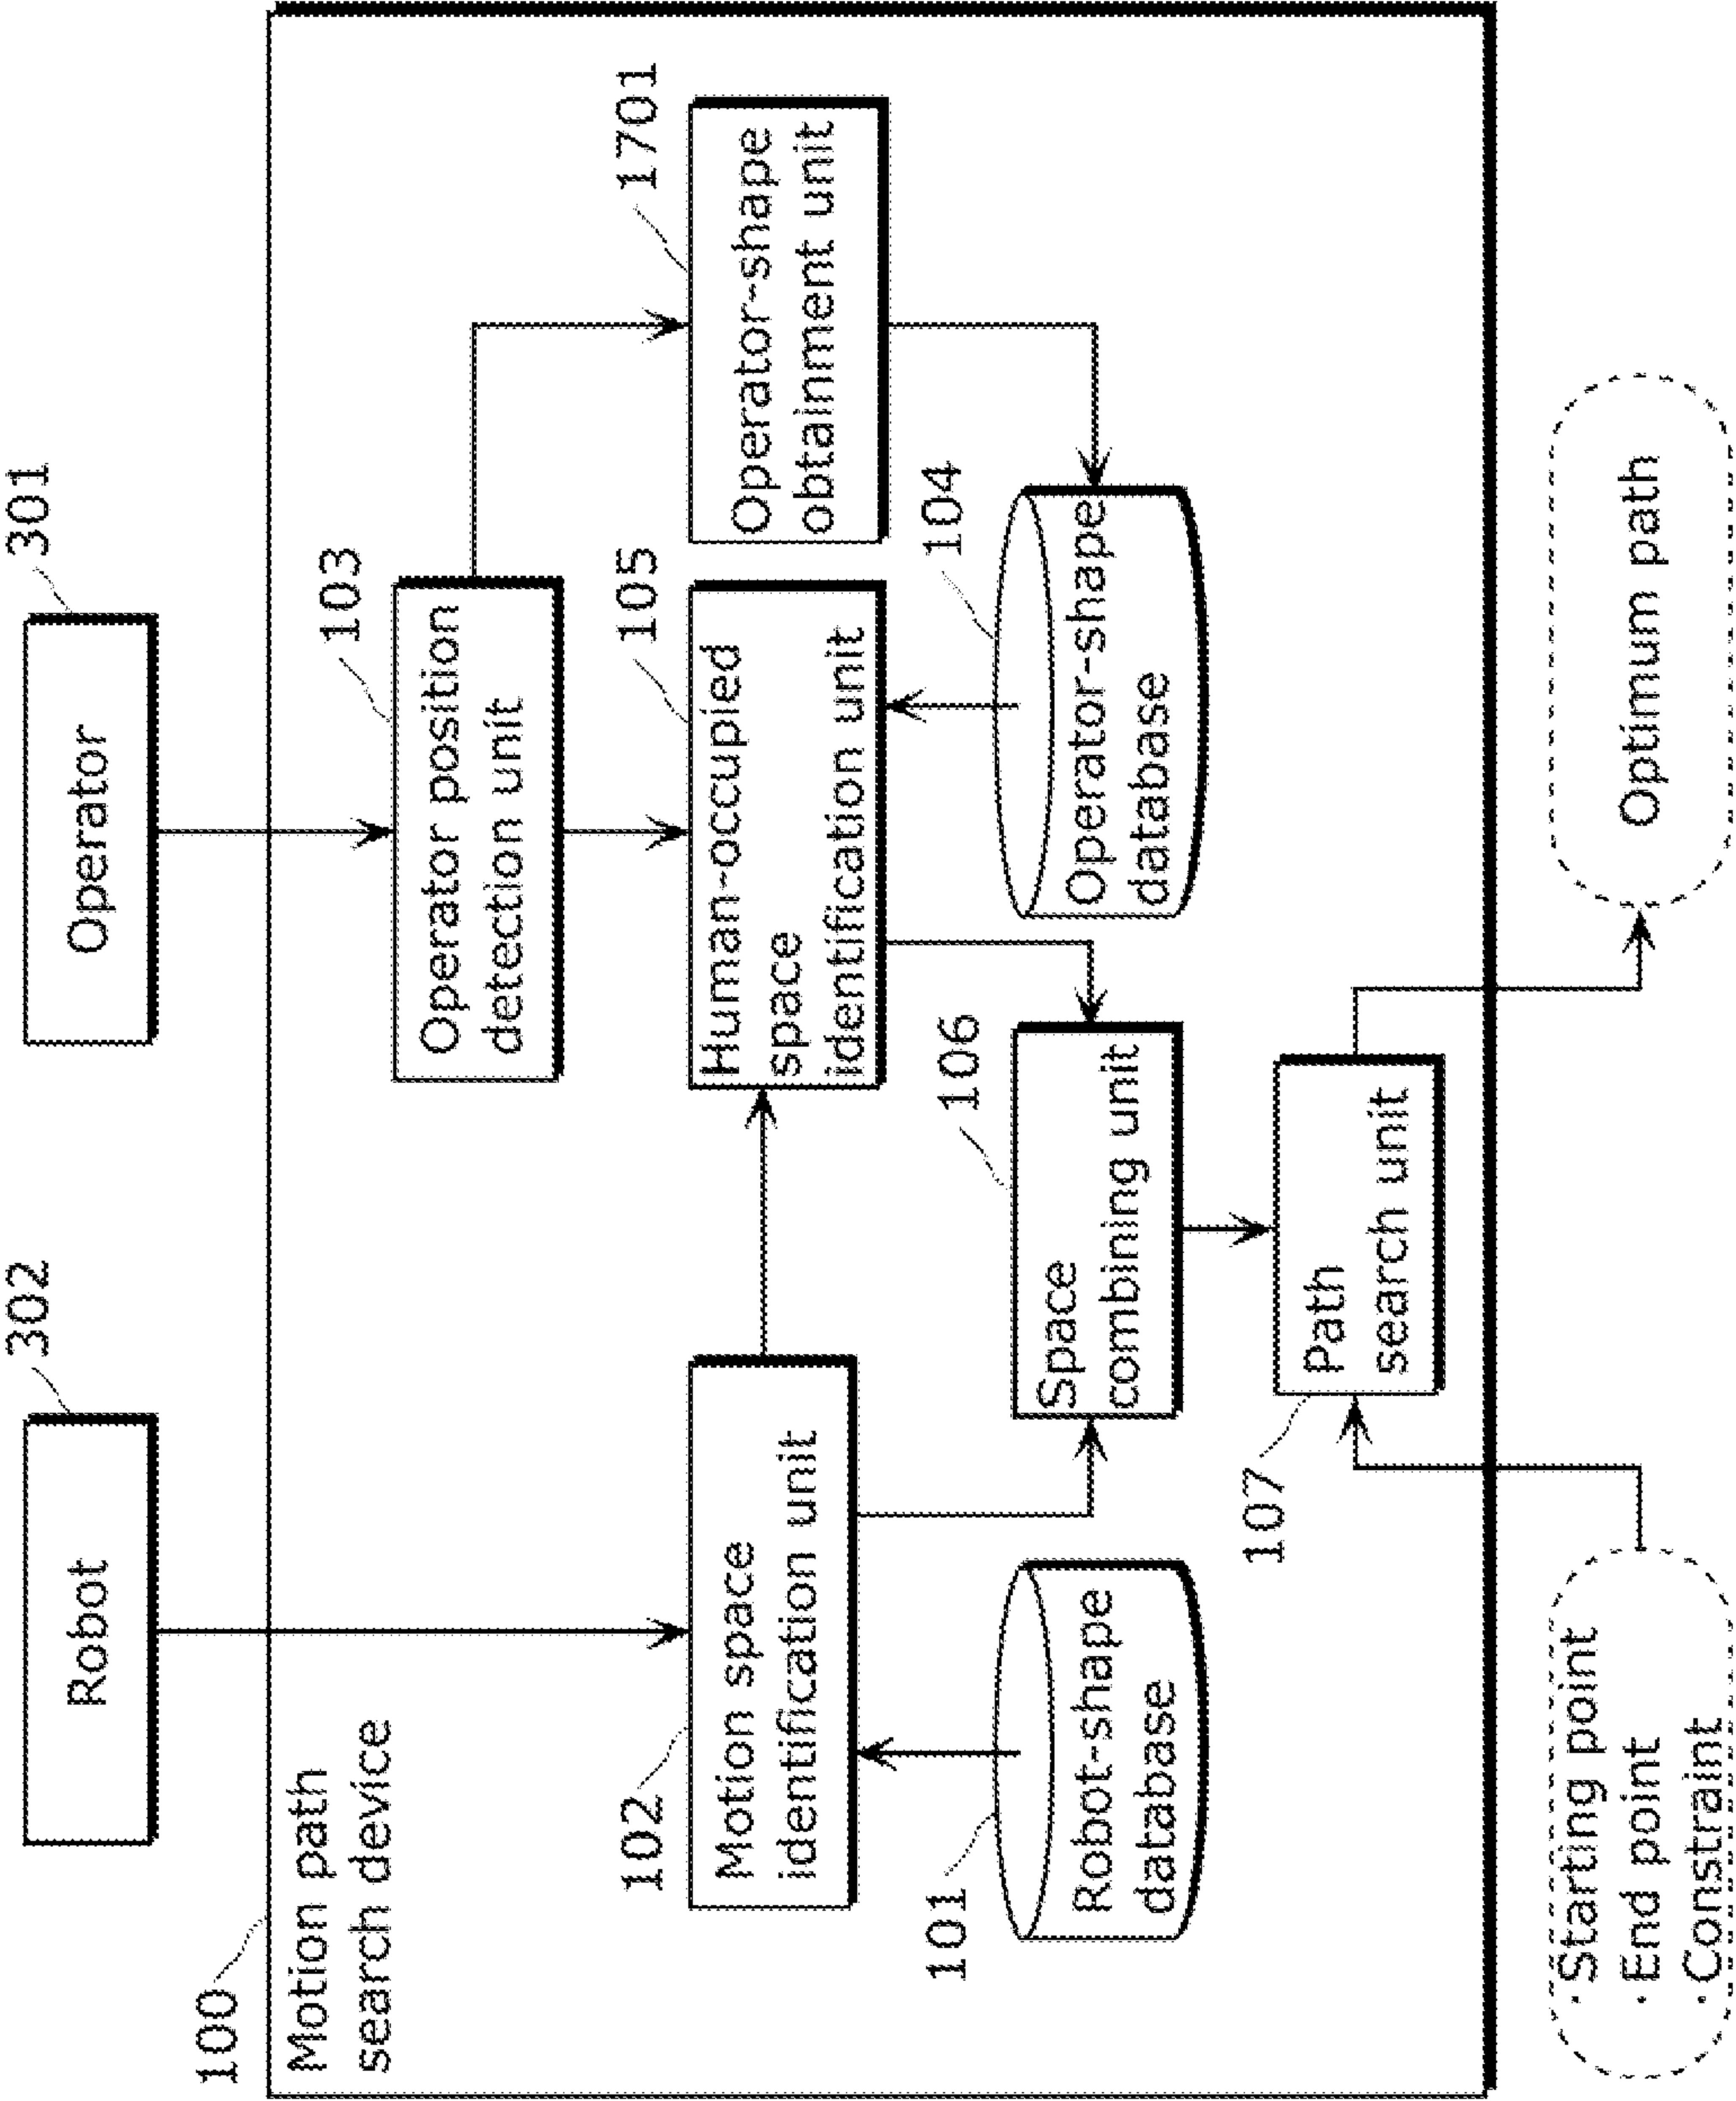 302
Robot
301
Operator
100
Motion path
search device
103
Operator position
detection unit
102
Motion space
identification unit
105
Human-occupied
space
identification unit
1701
Operator-shape
obtainment unit
101
Robot-shape
database
106
Space
combining unit
104
Operator-shape
database
107
Path
search unit
· Starting point
· End point
· Constraint
Optimum path